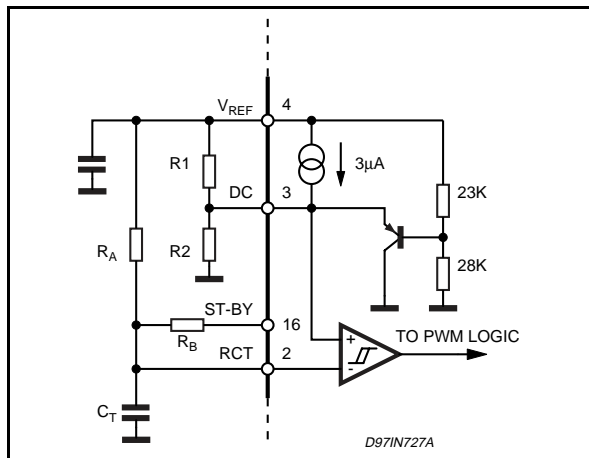 V_REF 4
R1
3µA
DC 3
23K
R_A
R2
28K
ST-BY 16
R_B
TO PWM LOGIC
RCT 2
+
-
C_T
D97IN727A